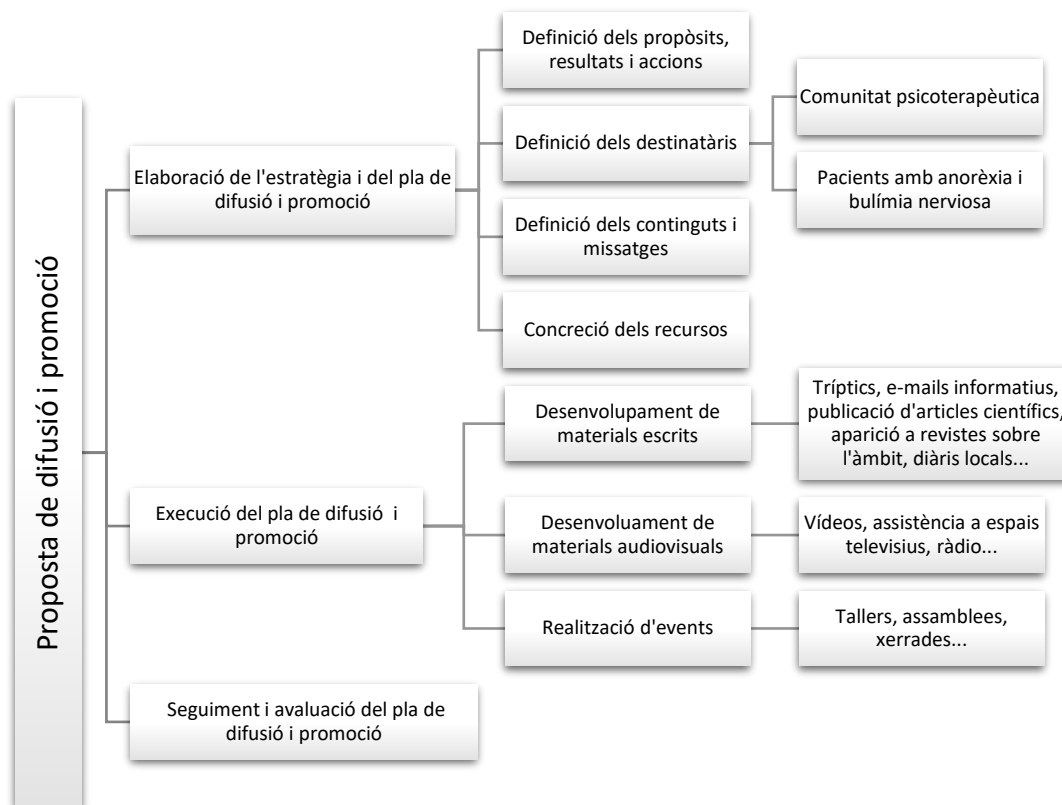 Proposta de difusió i promoció
Elaboració de l'estratègia i del pla de
difusió i promoció
Definició dels propòsits,
resultats i accions
Definició dels destinatàris
Comunitat psicoterapèutica
Pacients amb anorèxia i
bulímia nerviosa
Definició dels continguts i
missatges
Concreció dels recursos
Execució del pla de difusió i
promoció
Desenvolupament de
materials escrits
Tríptics, e-mails informatius,
publicació d'articles científics,
aparició a revistes sobre
l'àmbit, diàris locals...
Desenvoluament de
materials audiovisuals
Vídeos, assistència a espais
televisius, ràdio...
Realització d'events
Tallers, assamblees,
xerrades...
Seguiment i avaluació del pla de
difusió i promoció